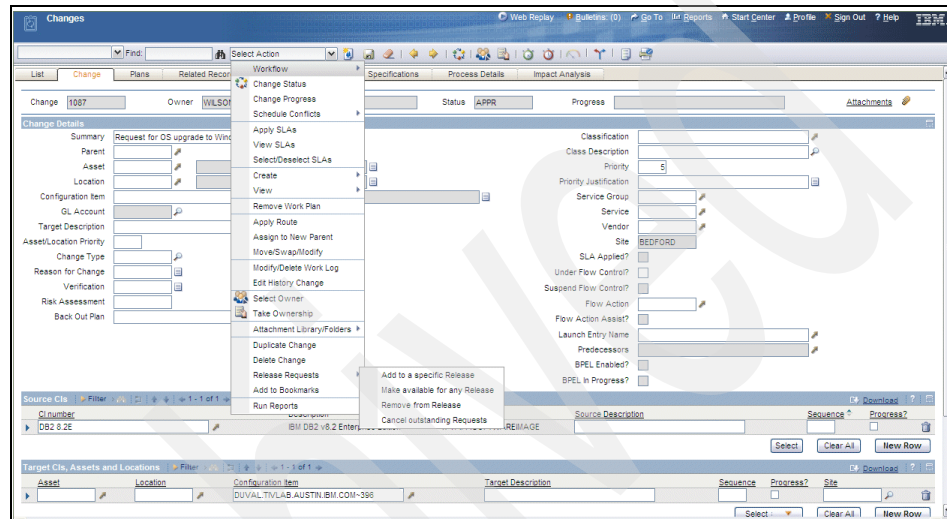 Changes
Web Replay Bulletins: (0) Go To Reports Start Center Profile Sign Out ? Help IBM
Find: Select Action
List Change Plans Related Recor Specifications Process Details Impact Analysis
Change 1087 Owner WILSON Status APPR Progress Attachments
Change Details
Summary Request for OS upgrade to Wind
Parent
Asset
Location
Configuration Item
GL Account
Target Description
Asset/Location Priority
Change Type
Reason for Change
Verification
Risk Assessment
Back Out Plan
Workflow
Change Status
Change Progress
Schedule Conflicts
Apply SLAs
View SLAs
Select/Deselect SLAs
Create
View
Remove Work Plan
Apply Route
Assign to New Parent
Move/Swap/Modify
Modify/Delete Work Log
Edit History Change
Select Owner
Take Ownership
Attachment Library/Folders
Duplicate Change
Delete Change
Release Requests
Add to Bookmarks
Run Reports
Add to a specific Release
Make available for any Release
Remove from Release
Cancel outstanding Requests
Classification
Class Description
Priority 5
Priority Justification
Service Group
Service
Vendor
Site BEDFORD
SLA Applied?
Under Flow Control?
Suspend Flow Control?
Flow Action
Flow Action Assist?
Launch Entry Name
Predecessors
BPEL Enabled?
BPEL In Progress?
Source CIs Filter 1 - 1 of 1 Download ?
CI number Source Description Sequence Progress?
DB2 8.2E IBM DB2 v8.2
Select Clear All New Row
Target CIs, Assets and Locations Filter 1 - 1 of 1 Download ?
Asset Location Configuration Item Target Description Sequence Progress? Site
DUVAL.TIVLAB.AUSTIN.IBM.COM~396
Select Clear All New Row